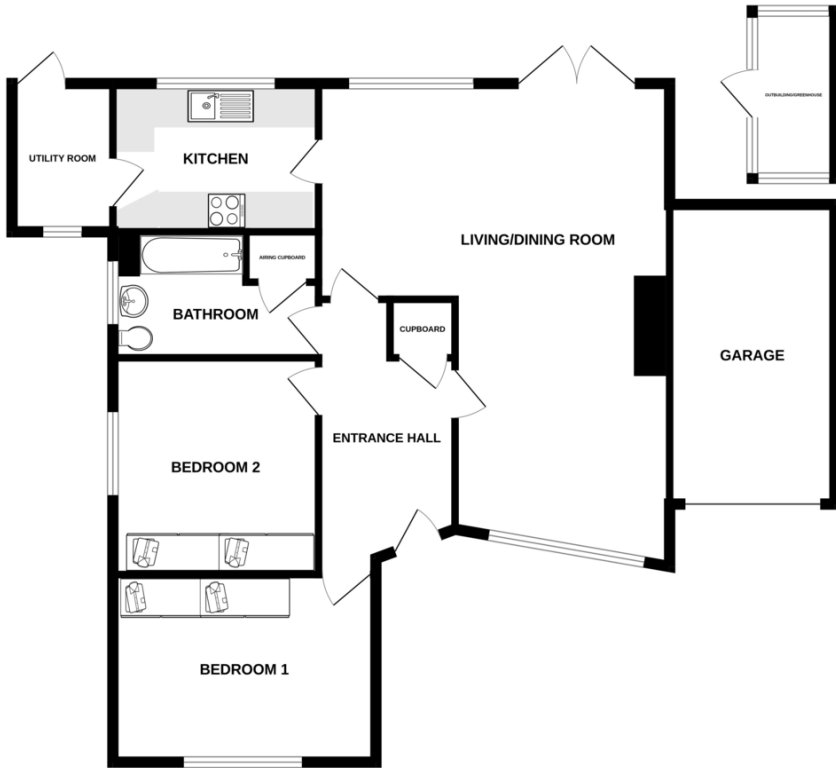 OUTBUILDING/GREENHOUSE
UTILITY ROOM
KITCHEN
LIVING/DINING ROOM
AIRING CUPBOARD
BATHROOM
CUPBOARD
GARAGE
ENTRANCE HALL
BEDROOM 2
BEDROOM 1